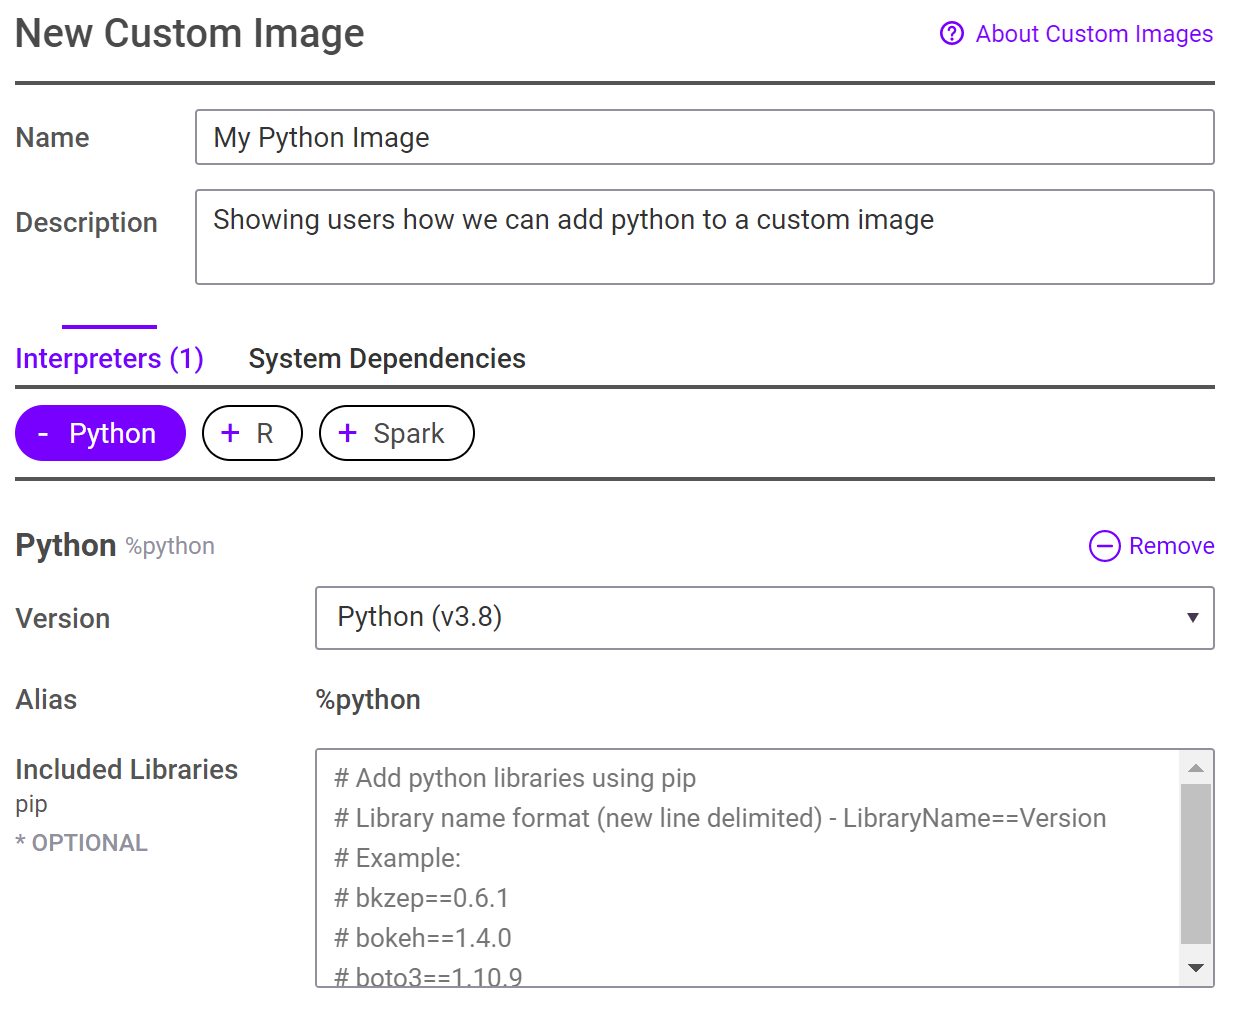 New Custom Image
About Custom Images
Name
My Python Image
Description
Showing users how we can add python to a custom image
Interpreters (1)
System Dependencies
- Python
+ R
+ Spark
Python %python
Remove
Version
Python (v3.8)
Alias
%python
Included Libraries
pip
* OPTIONAL
# Add python libraries using pip
# Library name format (new line delimited) - LibraryName==Version
# Example:
# bkzep==0.6.1
# bokeh==1.4.0
# boto3==1.10.9